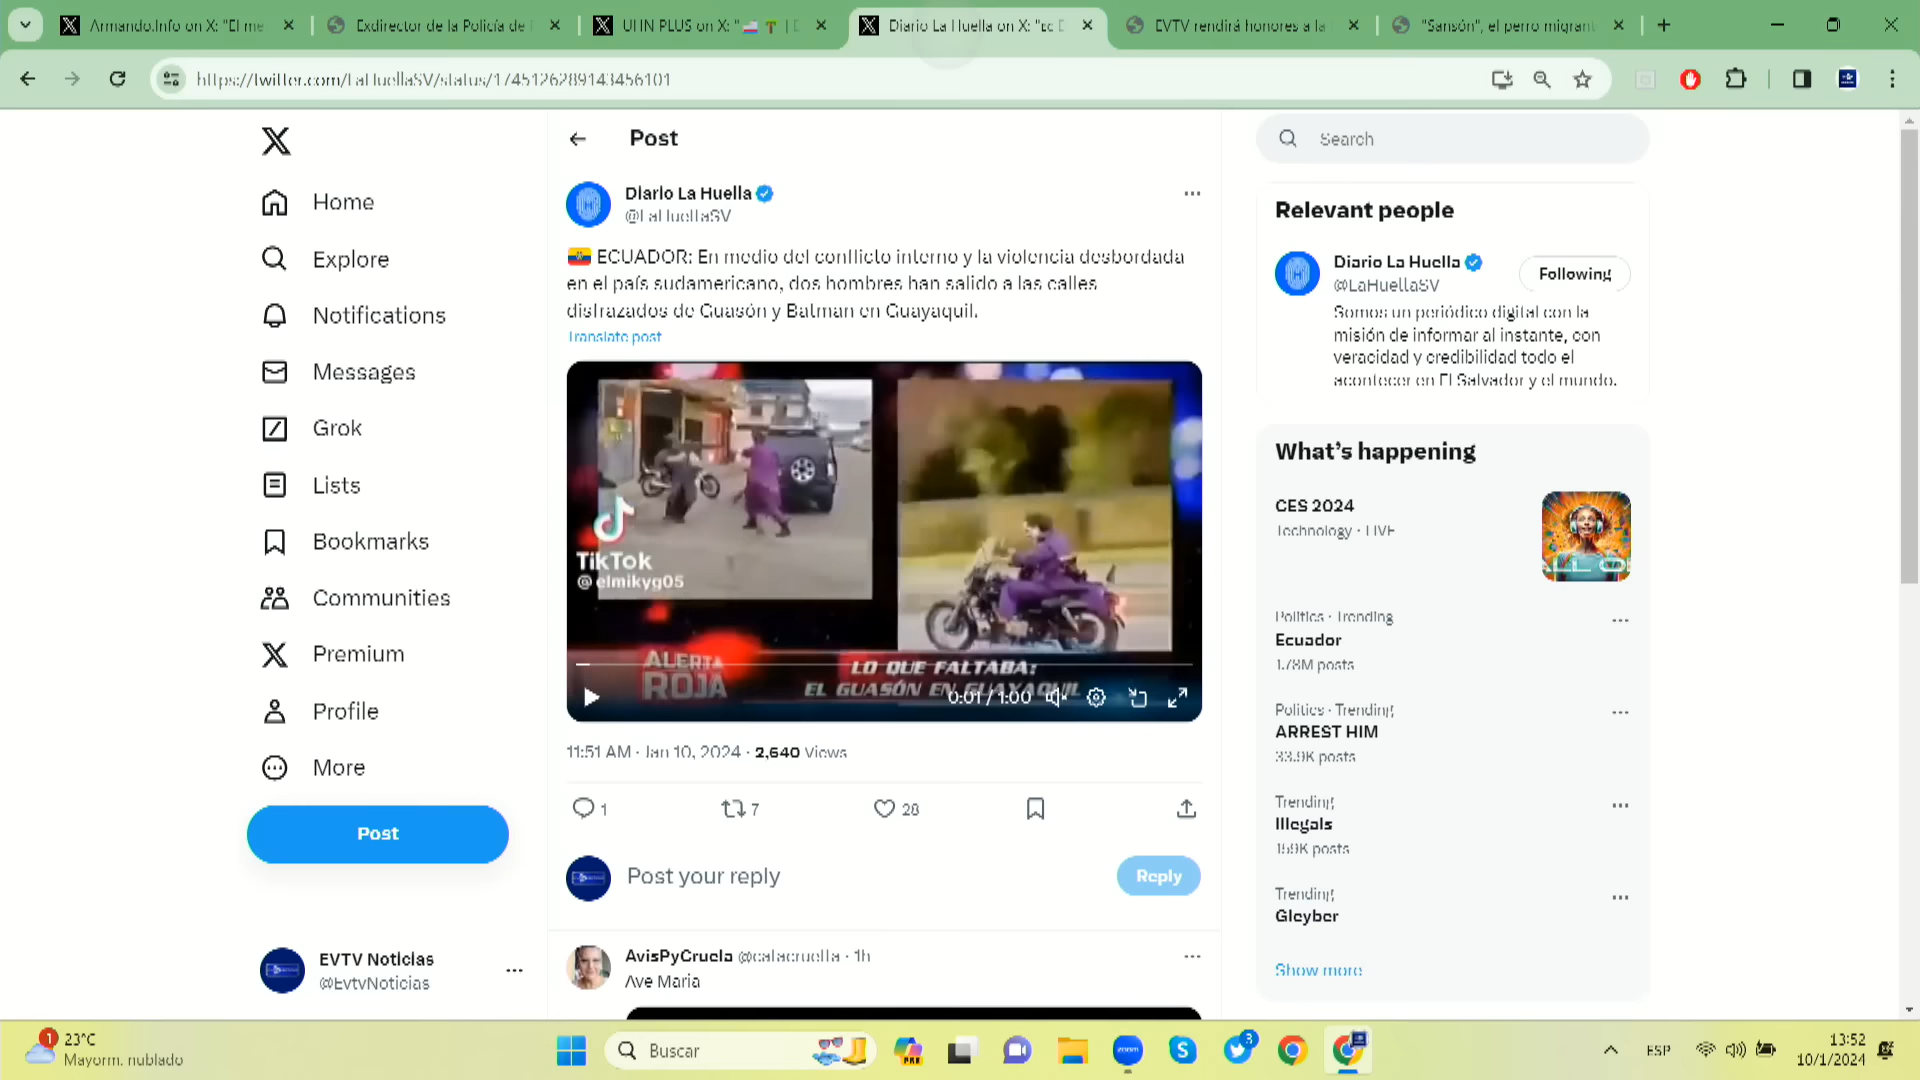 Armando.Info on X: "El me
Exdirector de la Policía de
UHN PLUS on X: "
Diario La Huella on X: "EC E
EVTV rendirá honores a la
"Sansón", el perro migrant
https://twitter.com/LaHuellaSV/status/1745126289143456101
Home
Explore
Notifications
Messages
Grok
Lists
Bookmarks
Communities
Premium
Profile
More
Post
EVTV Noticias
@EvtvNoticias
Post
Diario La Huella
@LaHuellaSV
ECUADOR: En medio del conflicto interno y la violencia desbordada
en el país sudamericano, dos hombres han salido a las calles
disfrazados de Guasón y Batman en Guayaquil.
Translate post
TikTok
@elmikyg05
ALERTA
ROJA
LO QUE FALTABA:
EL GUASÓN EN GUAYAQUIL
0:01 / 1:00
11:51 AM · Jan 10, 2024 · 2,640 Views
1
7
28
Post your reply
Reply
AvisPyCruela @calacruella · 1h
Ave Maria
Search
Relevant people
Diario La Huella
@LaHuellaSV
Following
Somos un periódico digital con la
misión de informar al instante, con
veracidad y credibilidad todo el
acontecer en El Salvador y el mundo.
What's happening
CES 2024
Technology · LIVE
Politics · Trending
Ecuador
1.78M posts
Politics · Trending
ARREST HIM
33.9K posts
Trending
Illegals
159K posts
Trending
Gleyber
Show more
1
23°C
Mayorm. nublado
Buscar
PRE
zoom
3
ESP
13:52
10/1/2024